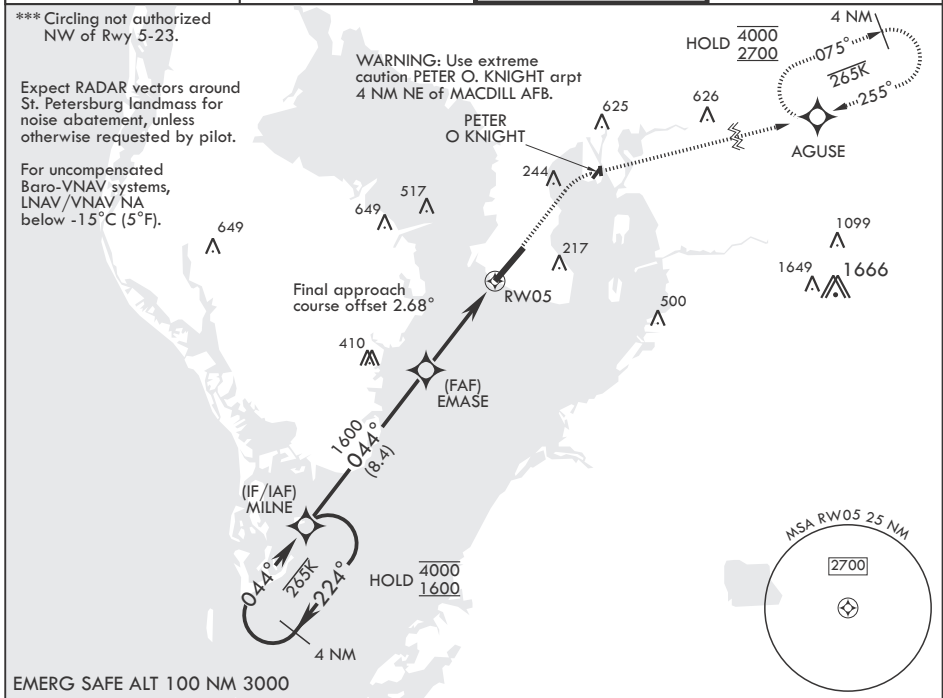 *** Circling not authorized
NW of Rwy 5-23.
Expect RADAR vectors around
St. Petersburg landmass for
noise abatement, unless
otherwise requested by pilot.
For uncompensated
Baro-VNAV systems,
LNAV/VNAV NA
below -15°C (5°F).
WARNING: Use extreme
caution PETER O. KNIGHT arpt
4 NM NE of MACDILL AFB.
HOLD 4000
2700
4 NM
075°
265K
255°
AGUSE
PETER
O KNIGHT
625
626
244
517
649
649
217
1099
1649
1666
500
RW05
Final approach
course offset 2.68°
410
(FAF)
EMASE
1600
044°
(8.4)
(IF/IAF)
MILNE
044°
265K
224°
HOLD 4000
1600
4 NM
MSA RW05 25 NM
2700
EMERG SAFE ALT 100 NM 3000